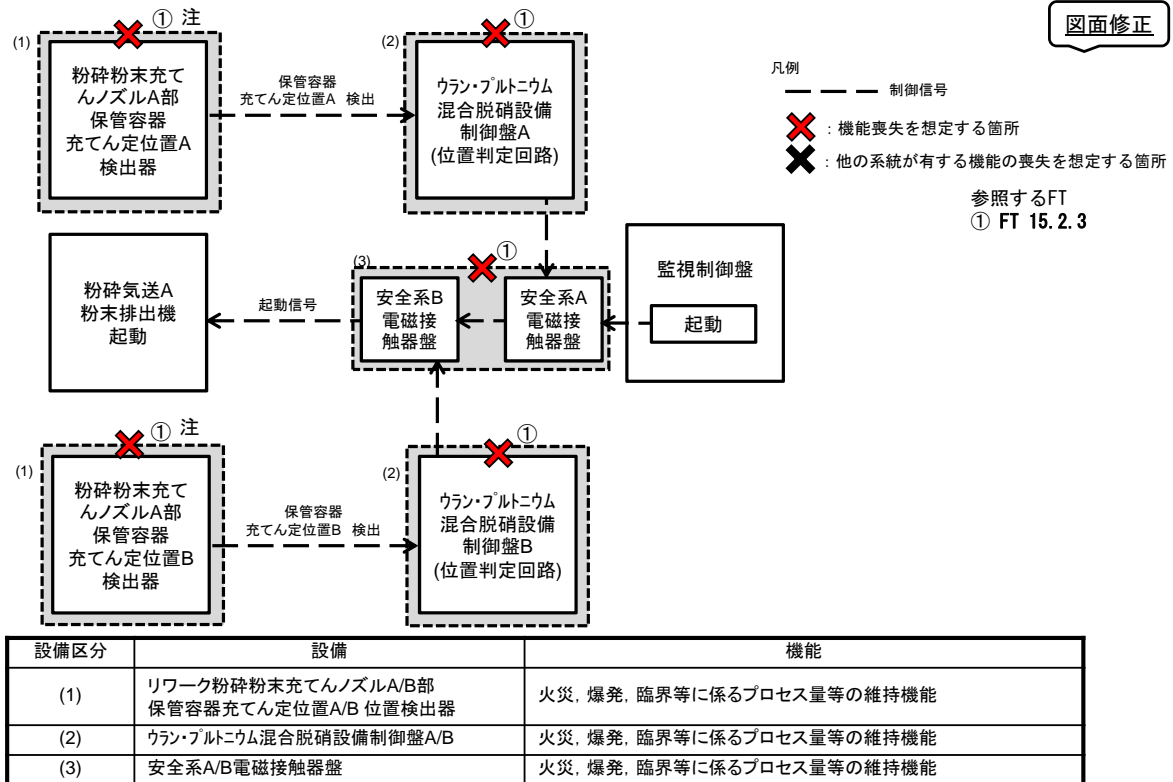 図面修正
① 注
(1)
粉砕粉末充て
んノズルA部
保管容器
充てん定位置A
検出器
保管容器
充てん定位置A 検出
①
(2)
ウラン・プルトニウム
混合脱硝設備
制御盤A
(位置判定回路)
凡例
制御信号
：機能喪失を想定する箇所
：他の系統が有する機能の喪失を想定する箇所
参照するFT
① FT 15.2.3
粉砕気送A
粉末排出機
起動
起動信号
(3)
①
安全系B
電磁接
触器盤
安全系A
電磁接
触器盤
監視制御盤
起動
① 注
(1)
粉砕粉末充て
んノズルA部
保管容器
充てん定位置B
検出器
保管容器
充てん定位置B 検出
①
(2)
ウラン・プルトニウム
混合脱硝設備
制御盤B
(位置判定回路)
設備区分 設備 機能
(1) リワーク粉砕粉末充てんノズルA/B部
保管容器充てん定位置A/B 位置検出器 火災，爆発，臨界等に係るプロセス量等の維持機能
(2) ウラン・プルトニウム混合脱硝設備制御盤A/B 火災，爆発，臨界等に係るプロセス量等の維持機能
(3) 安全系A/B電磁接触器盤 火災，爆発，臨界等に係るプロセス量等の維持機能